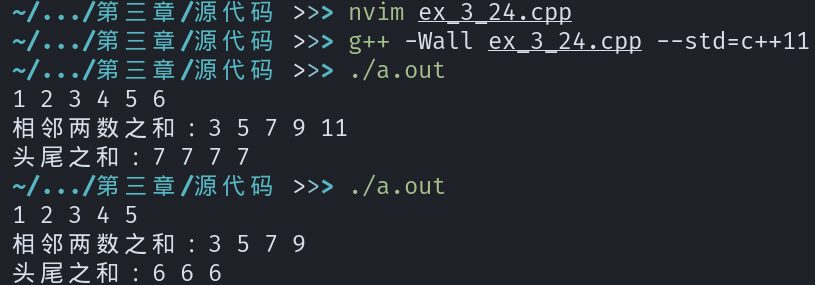 ~/.../第三章/源代码 >>> nvim ex_3_24.cpp
~/.../第三章/源代码 >>> g++ -Wall ex_3_24.cpp --std=c++11
~/.../第三章/源代码 >>> ./a.out
1 2 3 4 5 6
相邻两数之和：3 5 7 9 11
头尾之和：7 7 7 7
~/.../第三章/源代码 >>> ./a.out
1 2 3 4 5
相邻两数之和：3 5 7 9
头尾之和：6 6 6